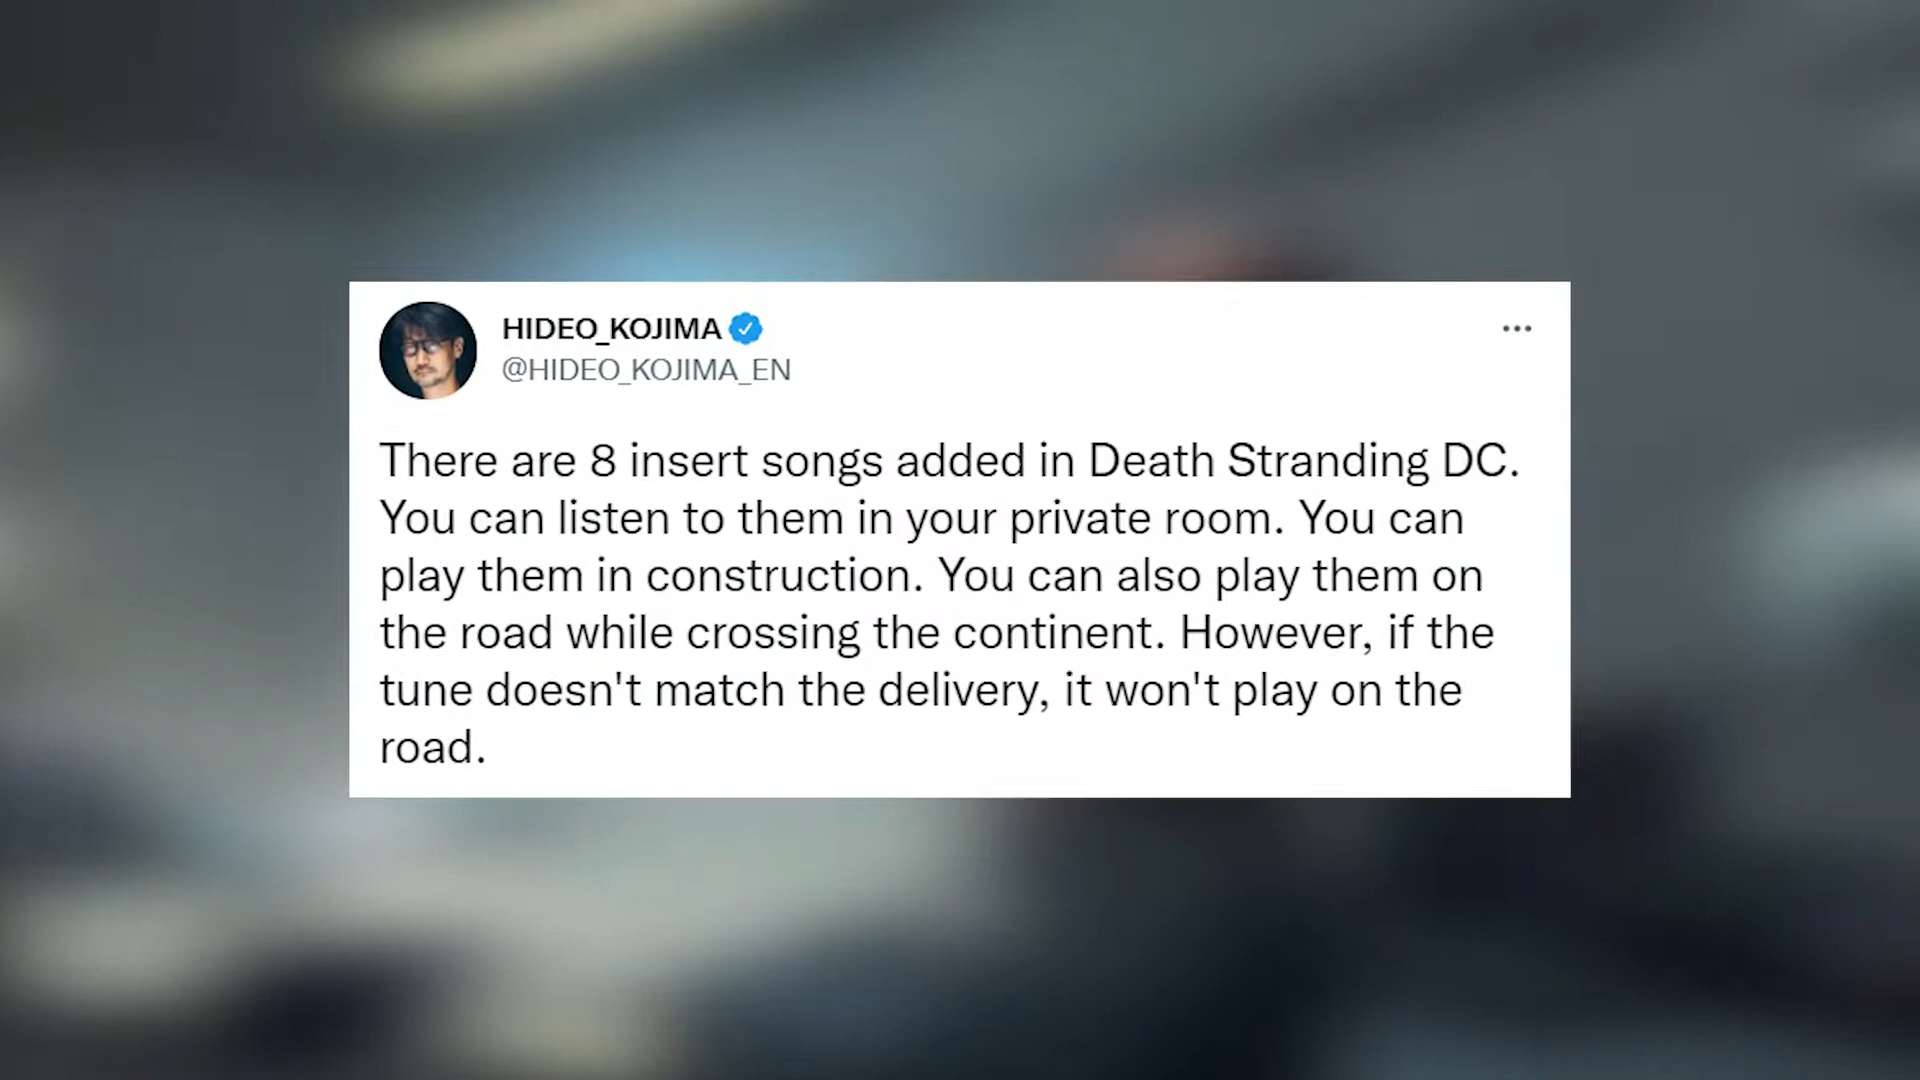 HIDEO_KOJIMA
@HIDEO_KOJIMA_EN
There are 8 insert songs added in Death Stranding DC.
You can listen to them in your private room. You can
play them in construction. You can also play them on
the road while crossing the continent. However, if the
tune doesn't match the delivery, it won't play on the
road.